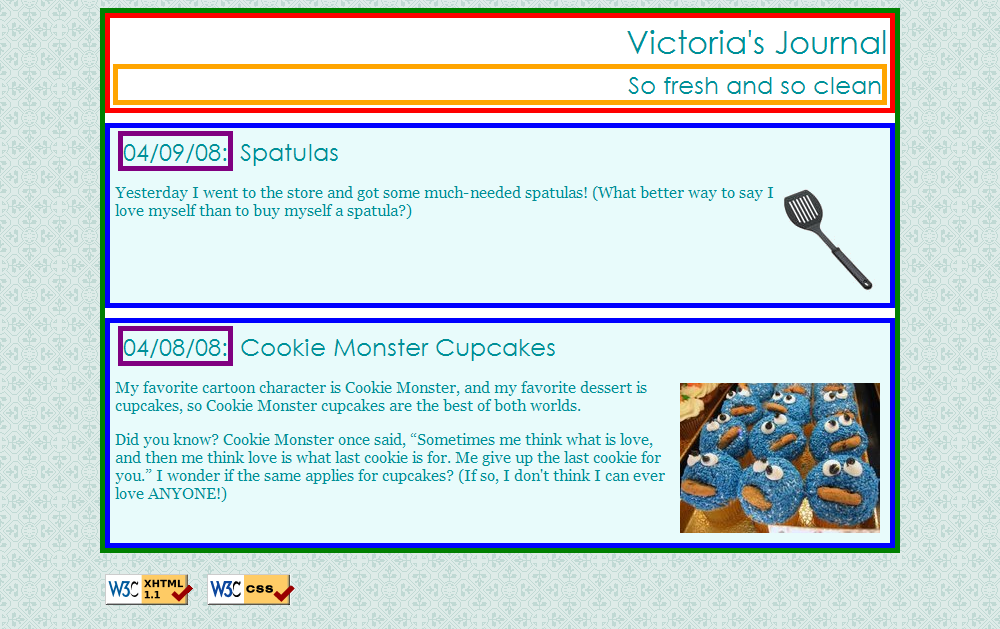 Victoria's Journal
So fresh and so clean
04/09/08: Spatulas
Yesterday I went to the store and got some much-needed spatulas! (What better way to say I
love myself than to buy myself a spatula?)
04/08/08: Cookie Monster Cupcakes
My favorite cartoon character is Cookie Monster, and my favorite dessert is
cupcakes, so Cookie Monster cupcakes are the best of both worlds.
Did you know? Cookie Monster once said, “Sometimes me think what is love,
and then me think love is what last cookie is for. Me give up the last cookie for
you.” I wonder if the same applies for cupcakes? (If so, I don't think I can ever
love ANYONE!)
W3C XHTML 1.1 W3C CSS